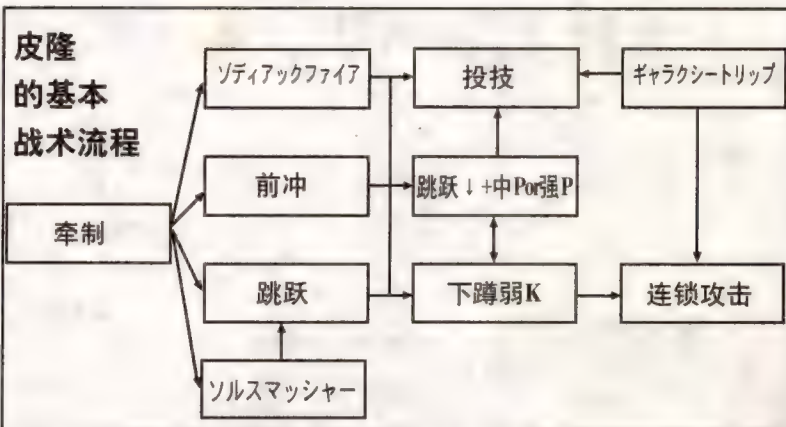 皮隆
的基本
战术流程
ゾディアックファイア
投技
ギャラクシートリップ
前冲
跳跃↓+中Por强P
牵制
跳跃
下蹲弱K
连锁攻击
ソルスマッシャー